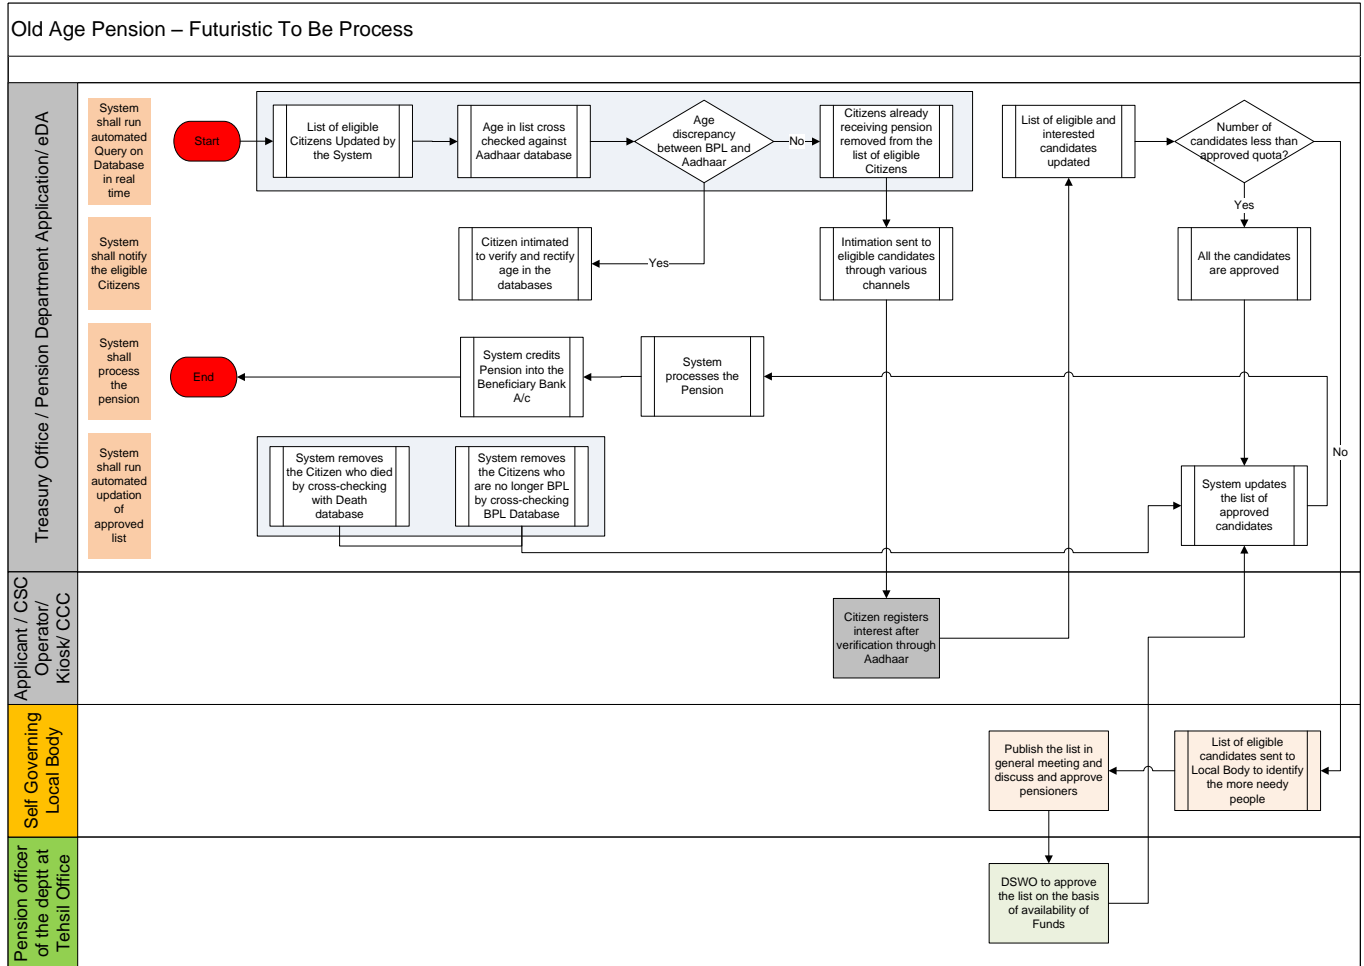 Old Age Pension – Futuristic To Be Process
Treasury Office / Pension Department Application/ eDA
System
shall run
automated
Query on
Database
in real
time
Start
List of eligible
Citizens Updated by
the System
Age in list cross
checked against
Aadhaar database
Age
discrepancy
between BPL and
Aadhaar
No
Citizens already
receiving pension
removed from the
list of eligible
Citizens
List of eligible and
interested
candidates
updated
Number of
candidates less than
approved quota?
Yes
System
shall notify
the eligible
Citizens
Citizen intimated
to verify and rectify
age in the
databases
Yes
Intimation sent to
eligible candidates
through various
channels
All the candidates
are approved
System
shall
process
the
pension
End
System credits
Pension into the
Beneficiary Bank
A/c
System
processes the
Pension
No
System
shall run
automated
updation
of
approved
list
System removes
the Citizen who died
by cross-checking
with Death
database
System removes
the Citizens who
are no longer BPL
by cross-checking
BPL Database
System updates
the list of
approved
candidates
Applicant / CSC
Operator/
Kiosk/ CCC
Citizen registers
interest after
verification through
Aadhaar
Self Governing
Local Body
Publish the list in
general meeting and
discuss and approve
pensioners
List of eligible
candidates sent to
Local Body to identify
the more needy
people
Pension officer
of the deptt at
Tehsil Office
DSWO to approve
the list on the basis
of availability of
Funds